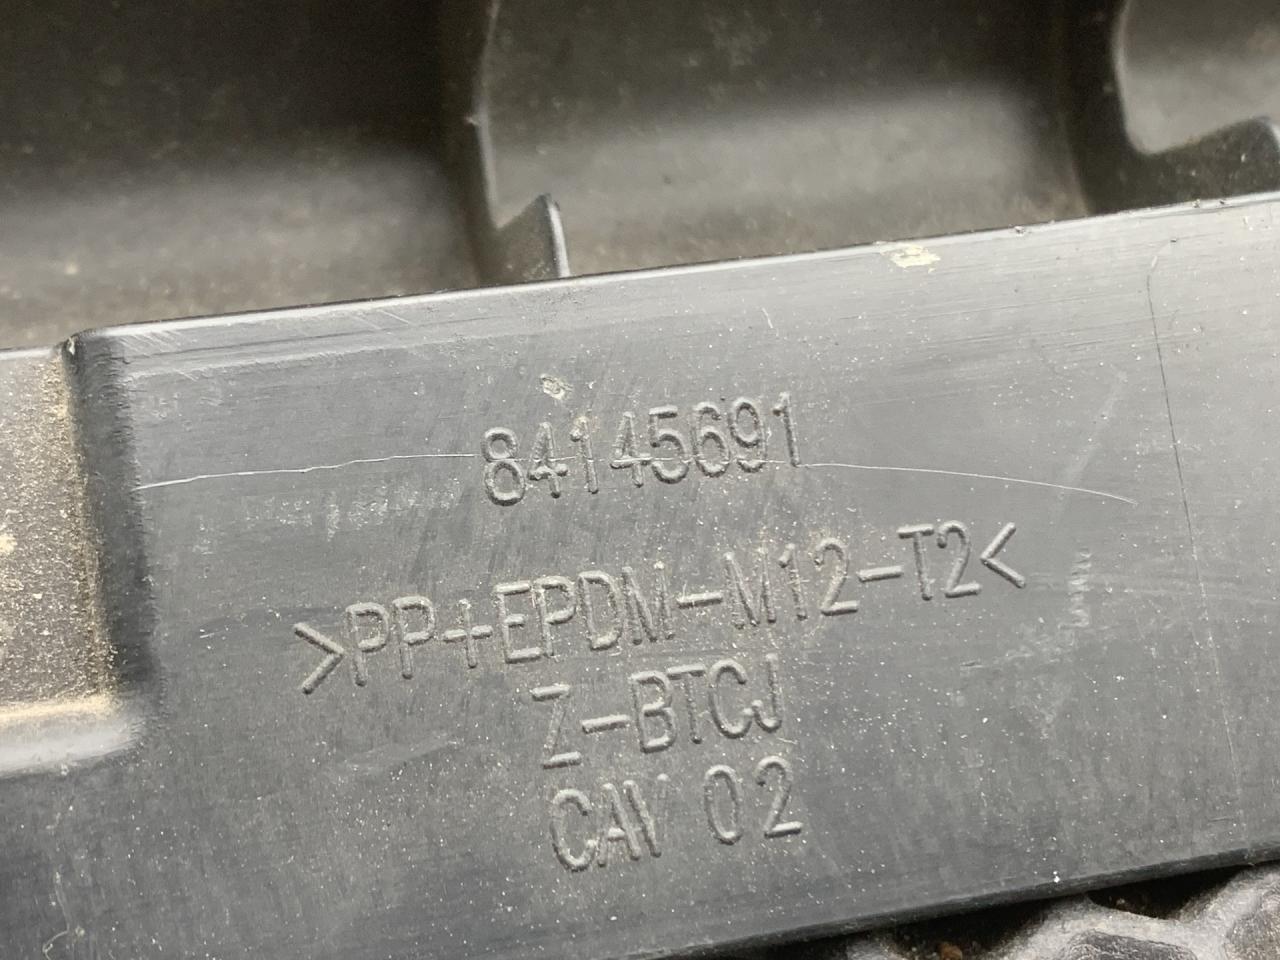 84145691
>PP+EPDM-M12-T2<
Z-BTCJ
CAV 02